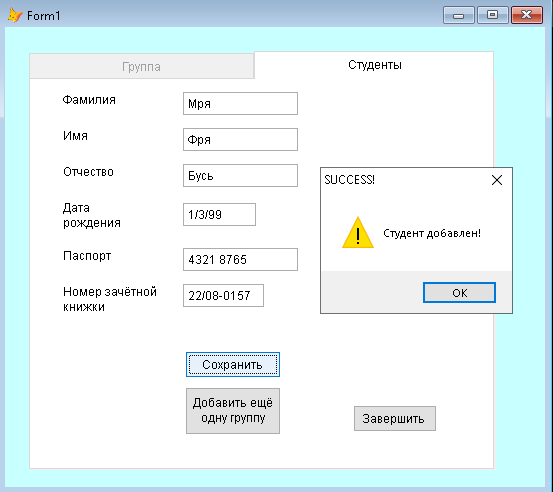 Form1
Группа
Студенты
Фамилия
Мря
Имя
Фря
Отчество
Бусь
Дата
рождения
1/3/99
Паспорт
4321 8765
Номер зачётной
книжки
22/08-0157
SUCCESS!
Студент добавлен!
OK
Сохранить
Добавить ещё
одну группу
Завершить